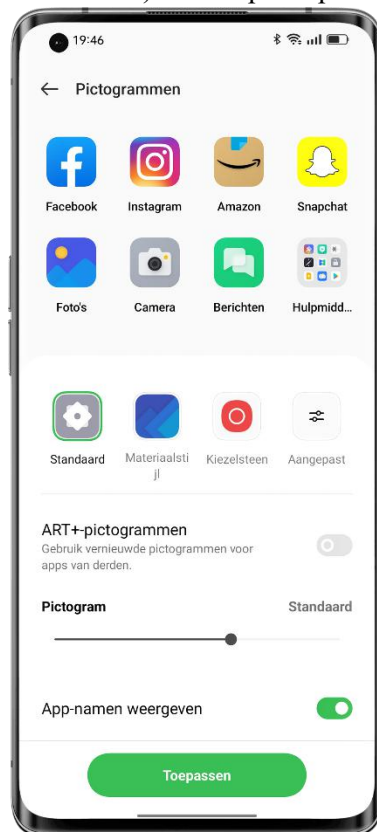 19:46
← Pictogrammen
Facebook Instagram Amazon Snapchat
Foto's Camera Berichten Hulpmidd...
Standaard Materiaalsti Kiezelsteen Aangepast
jl
ART+-pictogrammen
Gebruik vernieuwde pictogrammen voor
apps van derden.
Pictogram Standaard
App-namen weergeven
Toepassen